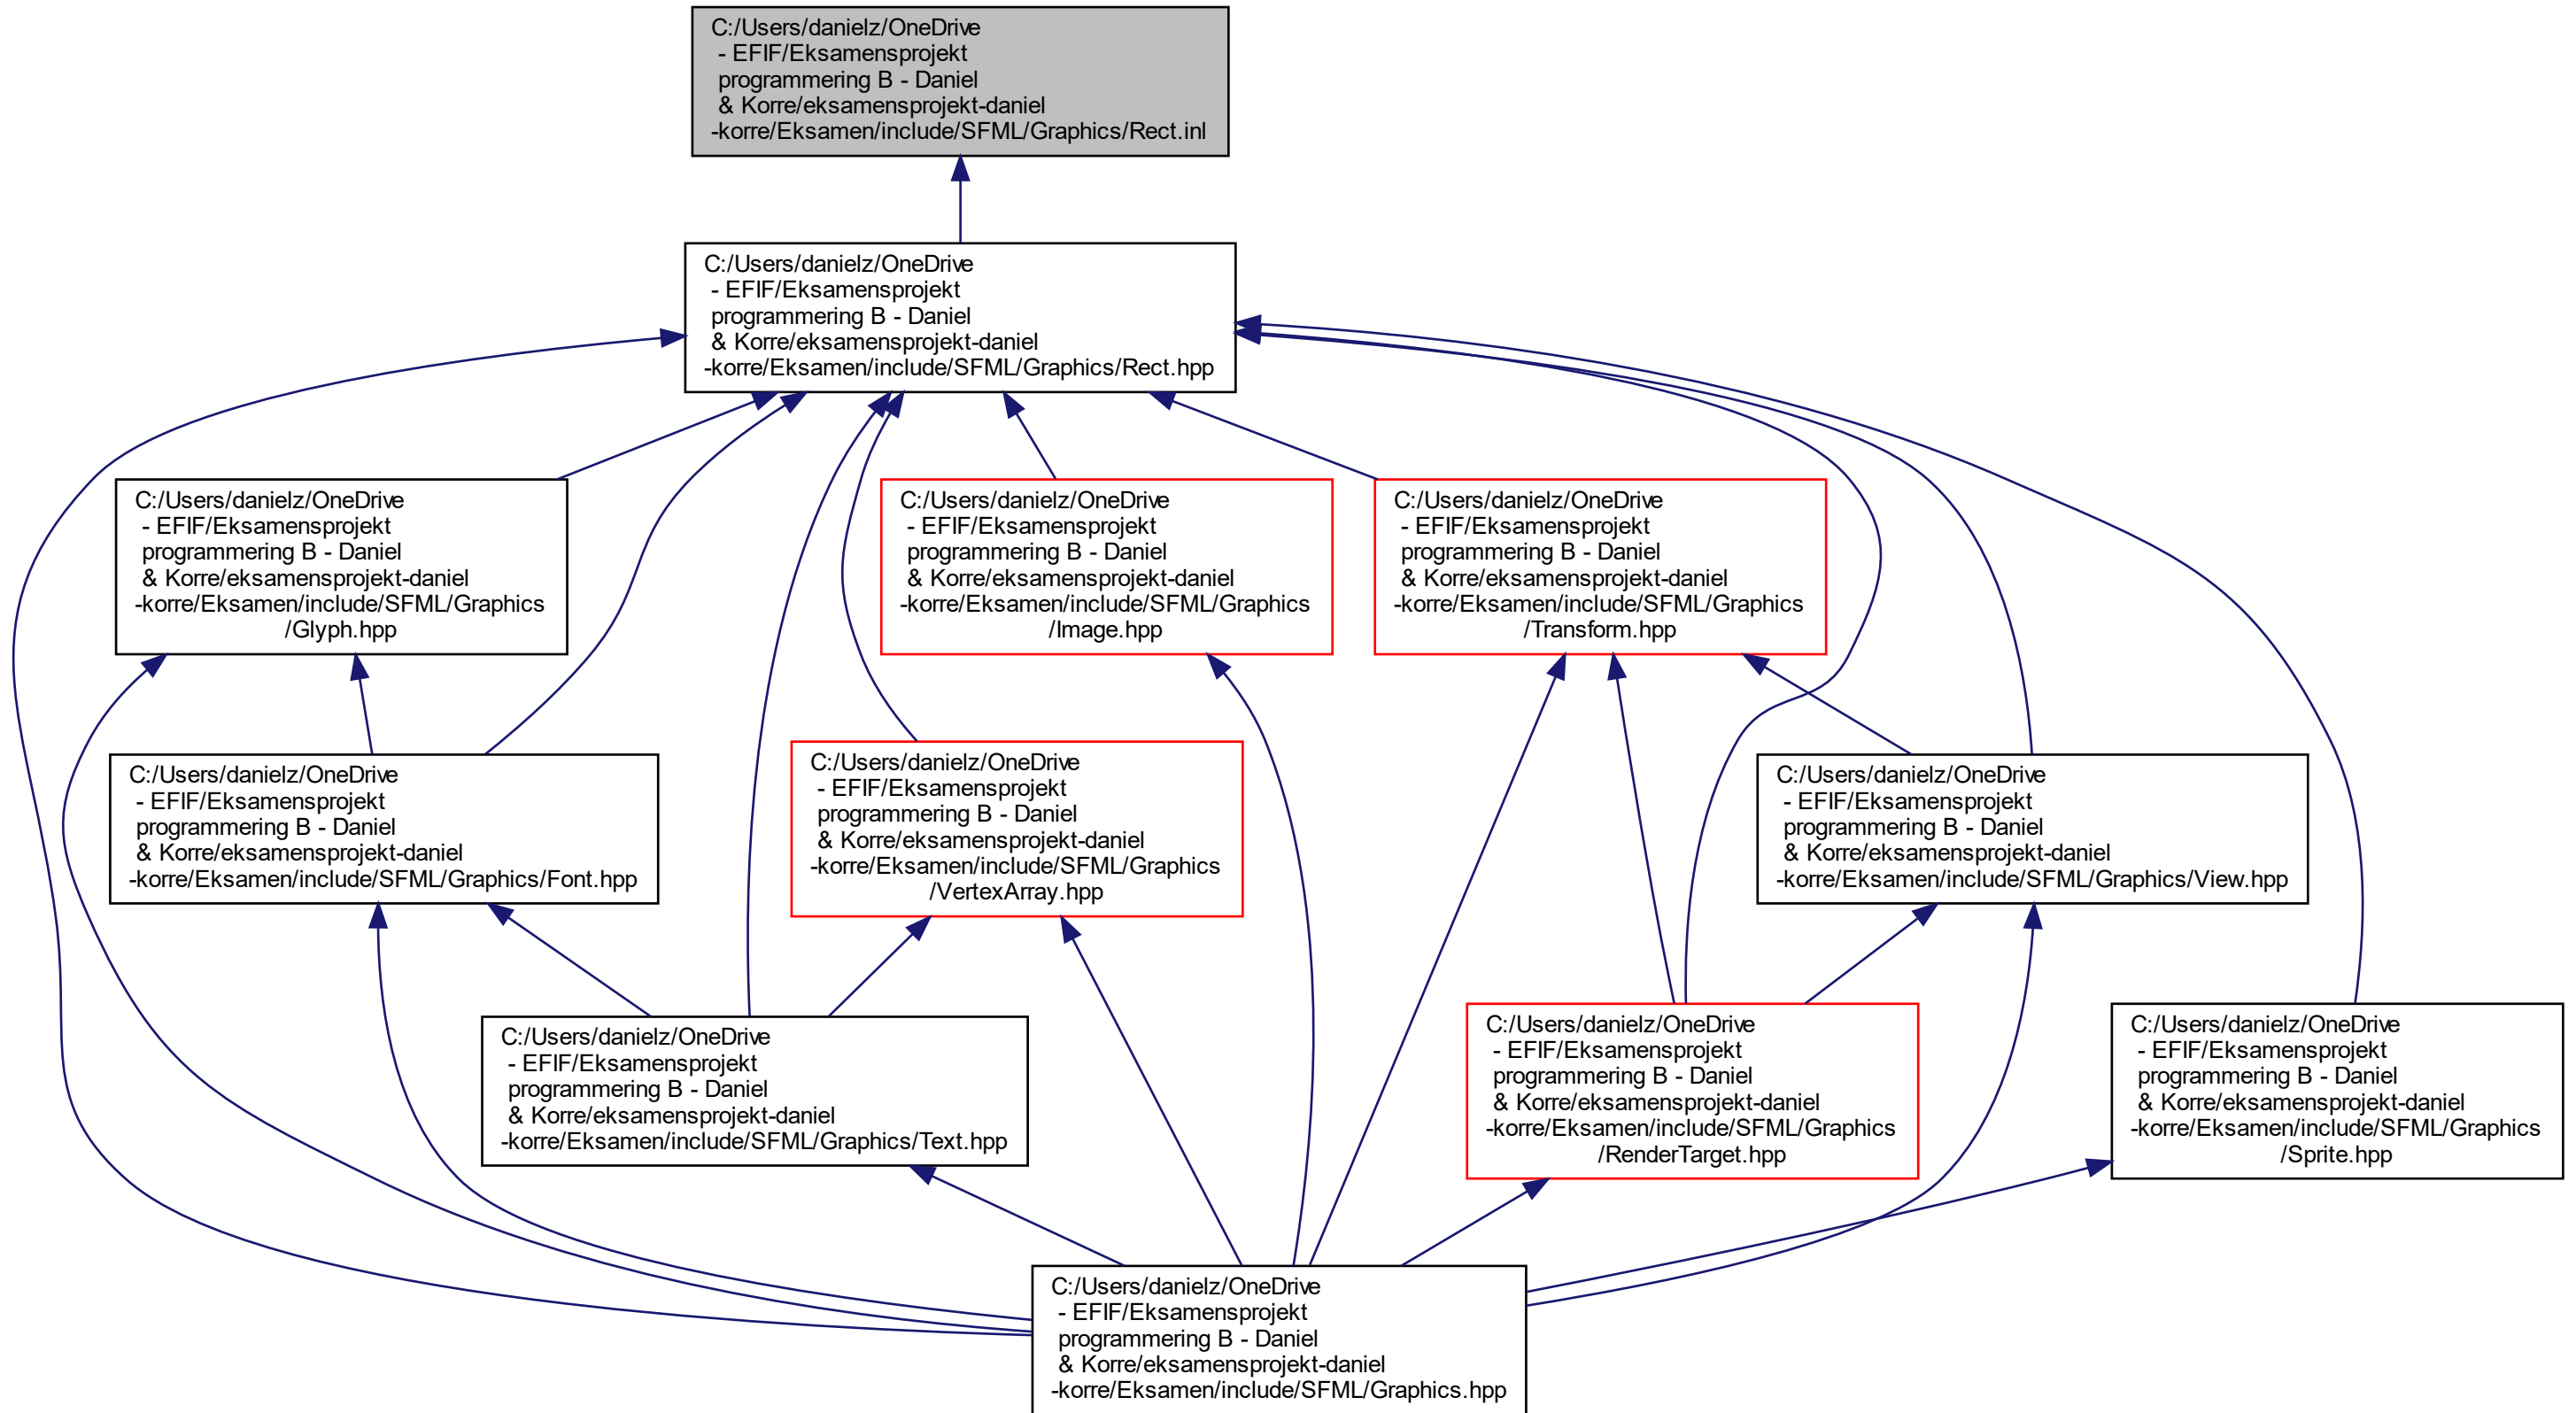 C:/Users/danielz/OneDrive
- EFIF/Eksamensprojekt
programmering B - Daniel
& Korre/eksamensprojekt-daniel
-korre/Eksamen/include/SFML/Graphics/Rect.inl
C:/Users/danielz/OneDrive
- EFIF/Eksamensprojekt
programmering B - Daniel
& Korre/eksamensprojekt-daniel
-korre/Eksamen/include/SFML/Graphics/Rect.hpp
C:/Users/danielz/OneDrive
- EFIF/Eksamensprojekt
programmering B - Daniel
& Korre/eksamensprojekt-daniel
-korre/Eksamen/include/SFML/Graphics
/Glyph.hpp
C:/Users/danielz/OneDrive
- EFIF/Eksamensprojekt
programmering B - Daniel
& Korre/eksamensprojekt-daniel
-korre/Eksamen/include/SFML/Graphics
/Image.hpp
C:/Users/danielz/OneDrive
- EFIF/Eksamensprojekt
programmering B - Daniel
& Korre/eksamensprojekt-daniel
-korre/Eksamen/include/SFML/Graphics
/Transform.hpp
C:/Users/danielz/OneDrive
- EFIF/Eksamensprojekt
programmering B - Daniel
& Korre/eksamensprojekt-daniel
-korre/Eksamen/include/SFML/Graphics/Font.hpp
C:/Users/danielz/OneDrive
- EFIF/Eksamensprojekt
programmering B - Daniel
& Korre/eksamensprojekt-daniel
-korre/Eksamen/include/SFML/Graphics
/VertexArray.hpp
C:/Users/danielz/OneDrive
- EFIF/Eksamensprojekt
programmering B - Daniel
& Korre/eksamensprojekt-daniel
-korre/Eksamen/include/SFML/Graphics/View.hpp
C:/Users/danielz/OneDrive
- EFIF/Eksamensprojekt
programmering B - Daniel
& Korre/eksamensprojekt-daniel
-korre/Eksamen/include/SFML/Graphics/Text.hpp
C:/Users/danielz/OneDrive
- EFIF/Eksamensprojekt
programmering B - Daniel
& Korre/eksamensprojekt-daniel
-korre/Eksamen/include/SFML/Graphics
/RenderTarget.hpp
C:/Users/danielz/OneDrive
- EFIF/Eksamensprojekt
programmering B - Daniel
& Korre/eksamensprojekt-daniel
-korre/Eksamen/include/SFML/Graphics
/Sprite.hpp
C:/Users/danielz/OneDrive
- EFIF/Eksamensprojekt
programmering B - Daniel
& Korre/eksamensprojekt-daniel
-korre/Eksamen/include/SFML/Graphics.hpp